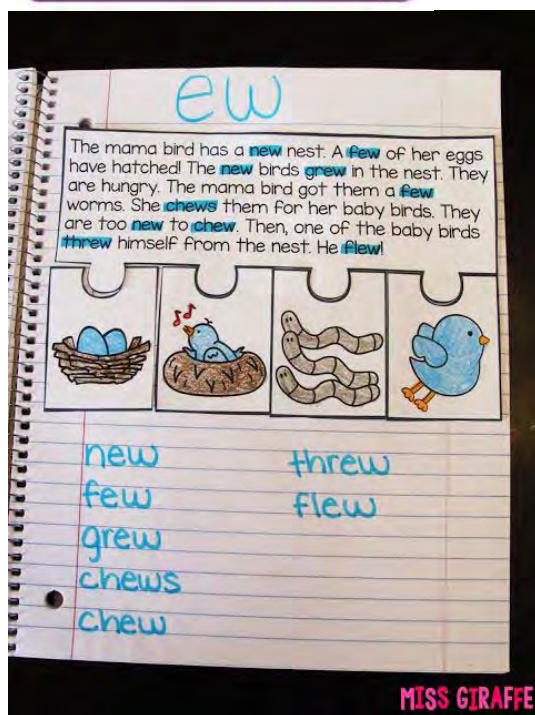 ew
The mama bird has a new nest. A few of her eggs
have hatched! The new birds grew in the nest. They
are hungry. The mama bird got them a few
worms. She chews them for her baby birds. They
are too new to chew. Then, one of the baby birds
threw himself from the nest. He flew!
new
few
grew
chews
chew
threw
flew
MISS GIRAFFE